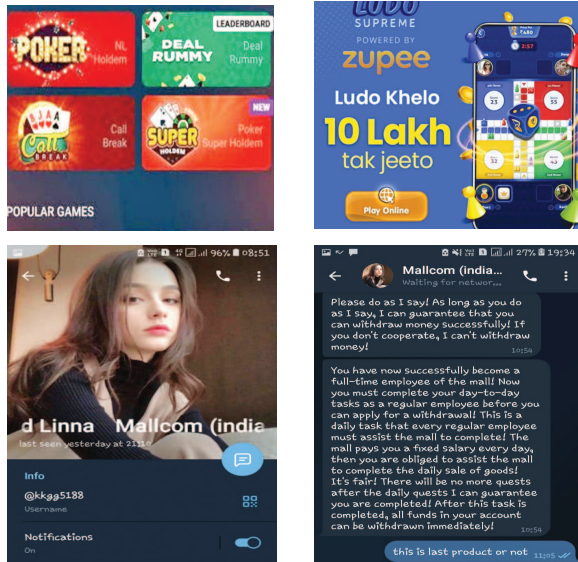 POKER
NL
Holdem
LEADERBOARD
DEAL
RUMMY
Deal
Rummy
Call
BREAK
Call
Break
NEW
SUPER
HOLDEM
Poker
Super Holdem
POPULAR GAMES
LUDO
SUPREME
POWERED BY
zupee
Ludo Khelo
10 Lakh
tak jeeto
Play Online
96% 08:51
d Linna Mallcom (india
last seen yesterday at 21:10
Info
@kkgg5188
Username
Notifications
On
27% 19:34
Mallcom (india...
Waiting for networ...
Please do as I say! As long as you do
as I say, I can guarantee that you
can withdraw money successfully! If
you don't cooperate, I can't withdraw
money!
10:54
You have now successfully become a
full-time employee of the mall! Now
you must complete your day-to-day
tasks as a regular employee before you
can apply for a withdrawal! This is a
daily task that every regular employee
must assist the mall to complete! The
mall pays you a fixed salary every day,
then you are obliged to assist the mall
to complete the daily sale of goods!
It's fair! There will be no more quests
after the daily quests I can guarantee
you are completed! After this task is
completed, all funds in your account
can be withdrawn immediately!
10:54
this is last product or not 11:05